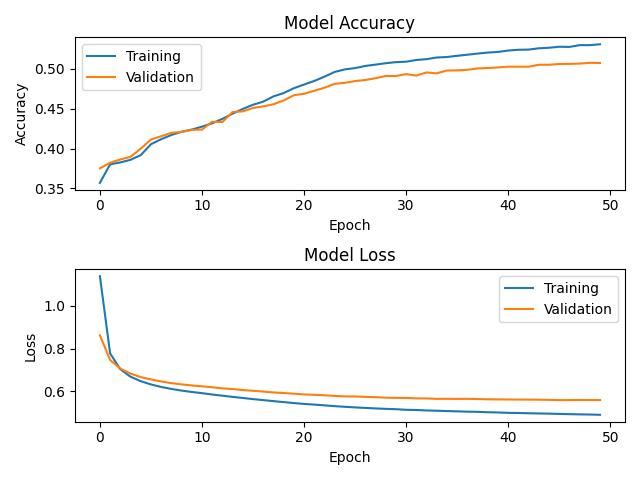 Model Accuracy
Training
Validation
Accuracy
0.50
0.45
0.40
0.35
0 10 20 30 40 50
Epoch
Model Loss
Training
Validation
Loss
1.0
0.8
0.6
0 10 20 30 40 50
Epoch